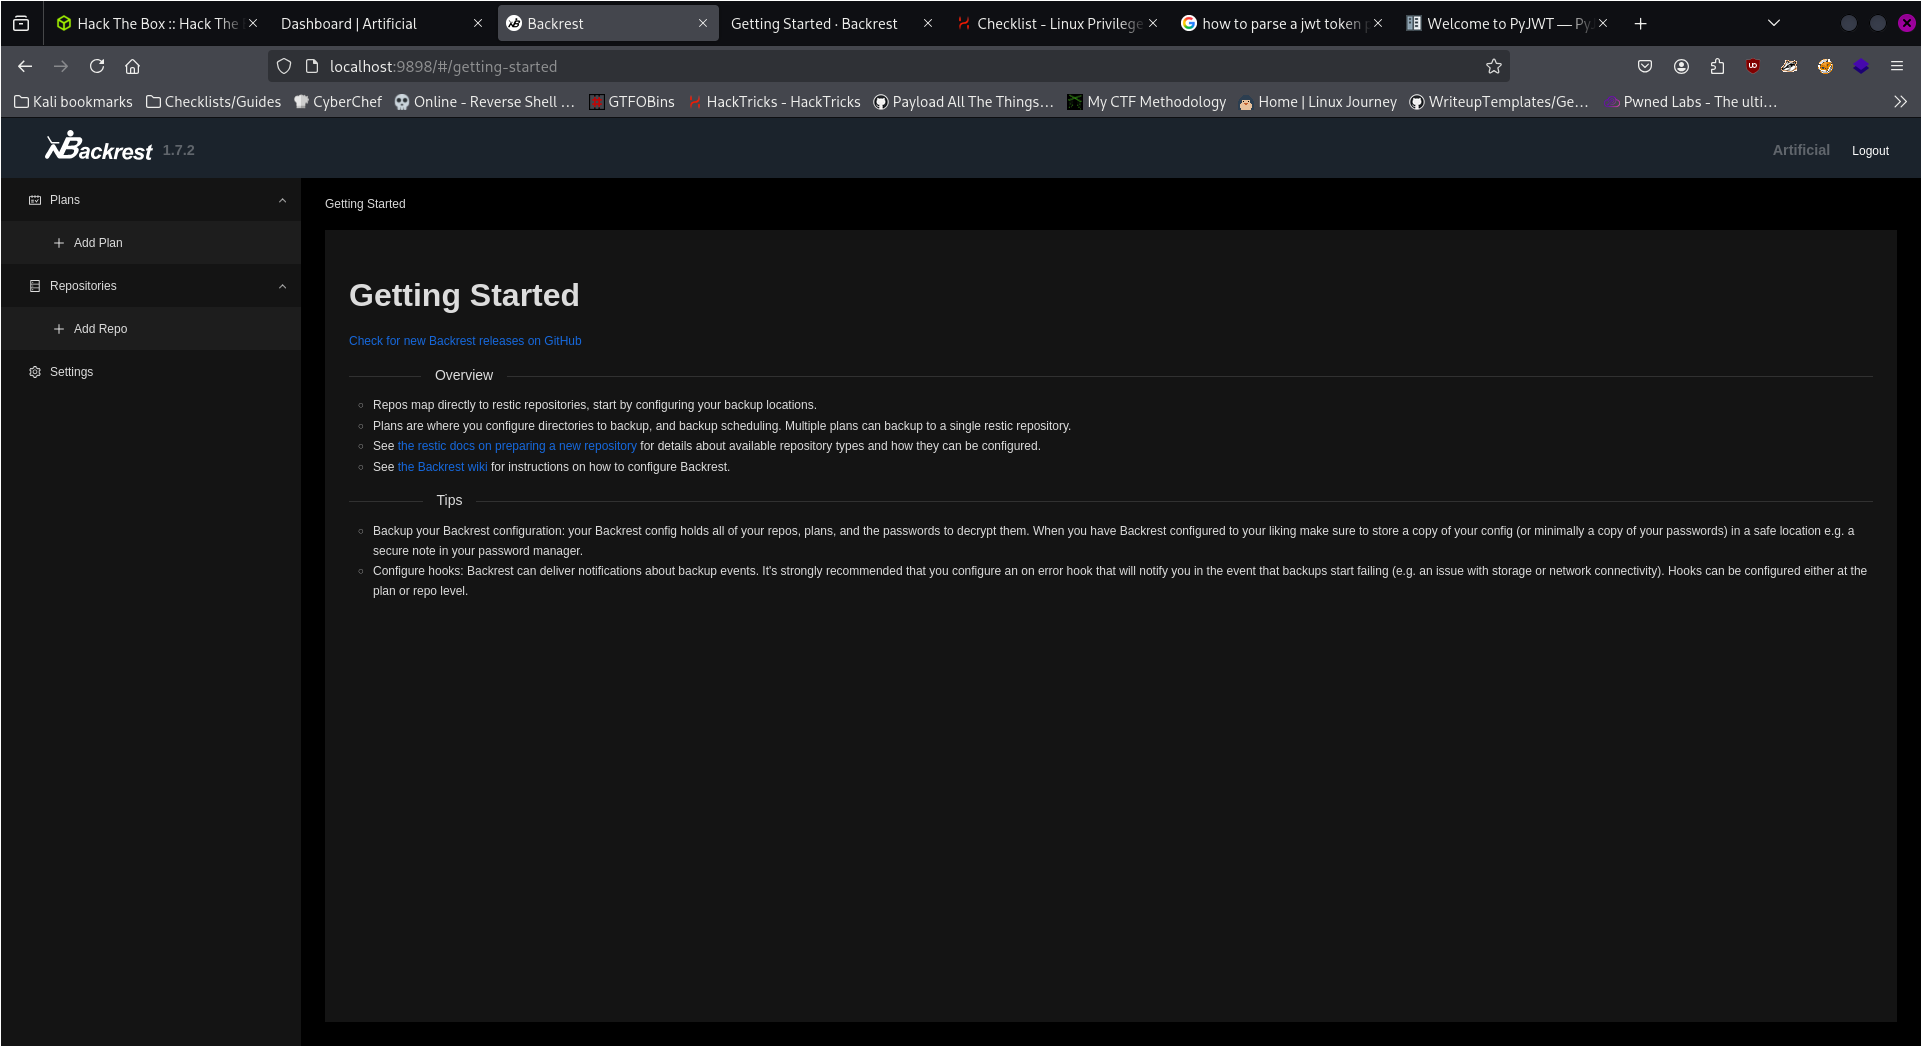 Hack The Box :: Hack The
Dashboard | Artificial
Backrest
Getting Started · Backrest
Checklist - Linux Privilege
how to parse a jwt token
Welcome to PyJWT — Py
localhost:9898/#/getting-started
Kali bookmarks
Checklists/Guides
CyberChef
Online - Reverse Shell …
GTFOBins
HackTricks - HackTricks
Payload All The Things…
My CTF Methodology
Home | Linux Journey
WriteupTemplates/Ge…
Pwned Labs - The ulti…
Backrest 1.7.2
Artificial
Logout
Plans
Add Plan
Repositories
Add Repo
Settings
Getting Started
Getting Started
Check for new Backrest releases on GitHub
Overview
Repos map directly to restic repositories, start by configuring your backup locations.
Plans are where you configure directories to backup, and backup scheduling. Multiple plans can backup to a single restic repository.
See the restic docs on preparing a new repository for details about available repository types and how they can be configured.
See the Backrest wiki for instructions on how to configure Backrest.
Tips
Backup your Backrest configuration: your Backrest config holds all of your repos, plans, and the passwords to decrypt them. When you have Backrest configured to your liking make sure to store a copy of your config (or minimally a copy of your passwords) in a safe location e.g. a
secure note in your password manager.
Configure hooks: Backrest can deliver notifications about backup events. It's strongly recommended that you configure an on error hook that will notify you in the event that backups start failing (e.g. an issue with storage or network connectivity). Hooks can be configured either at the
plan or repo level.